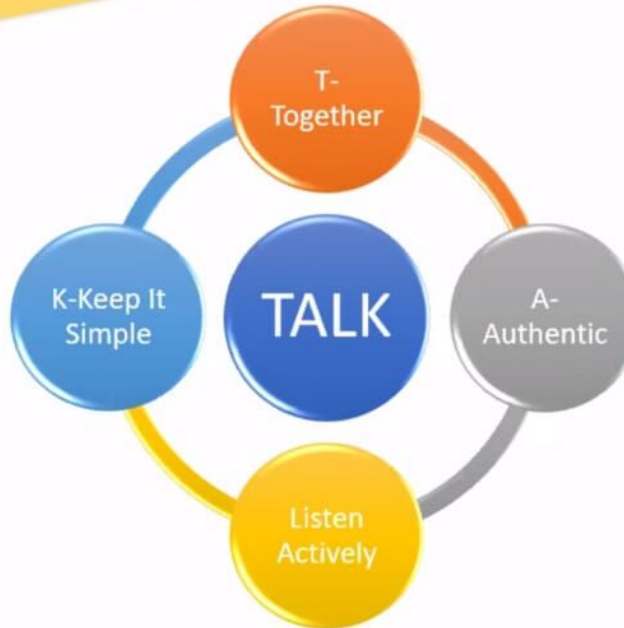 T-
Together
K-Keep It
Simple
TALK
A-
Authentic
Listen
Actively